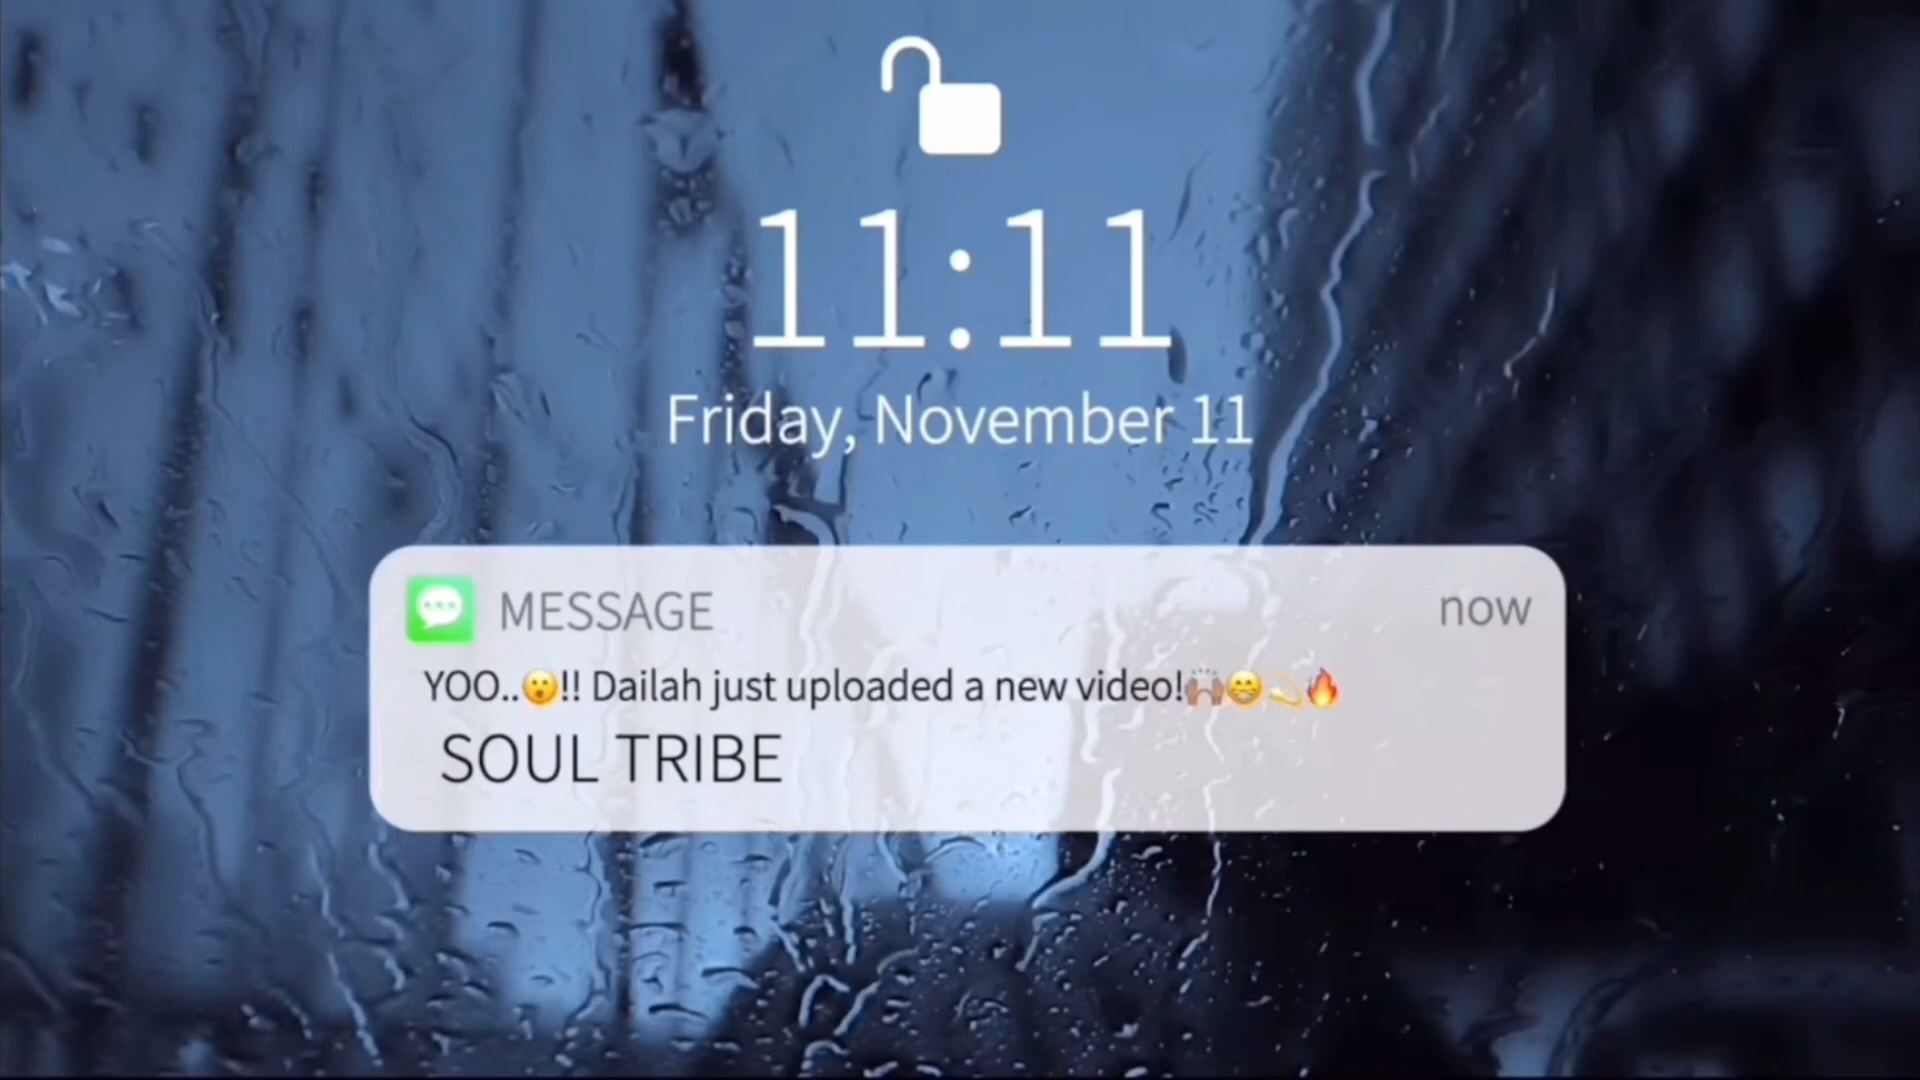 11:11
Friday, November 11
MESSAGE now
YOO..😮!! Dailah just uploaded a new video!🙌🏽😁💫🔥
SOUL TRIBE